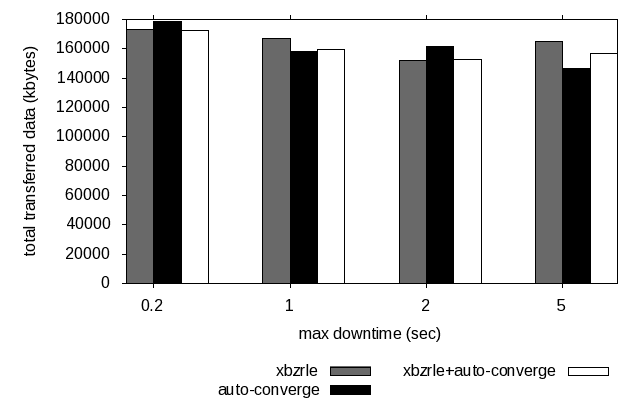 total transferred data (kbytes)
180000
160000
140000
120000
100000
80000
60000
40000
20000
0
0.2 1 2 5
max downtime (sec)
xbzrle xbzrle+auto-converge
auto-converge